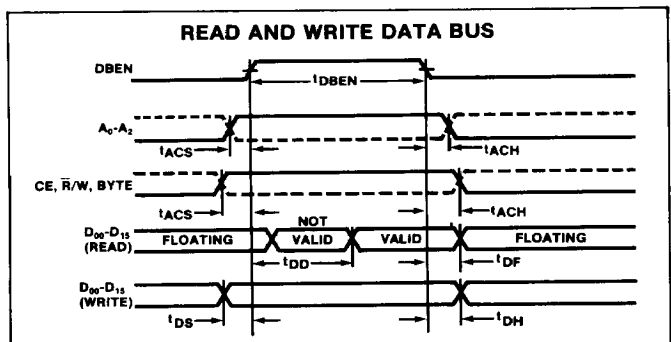 READ AND WRITE DATA BUS
DBEN
tDBEN
A0-A2
tACS
tACH
CE, R̅/W, BYTE
tACS
tACH
D00-D15
(READ)
FLOATING
NOT
VALID
VALID
FLOATING
tDD
tDF
D00-D15
(WRITE)
tDS
tDH